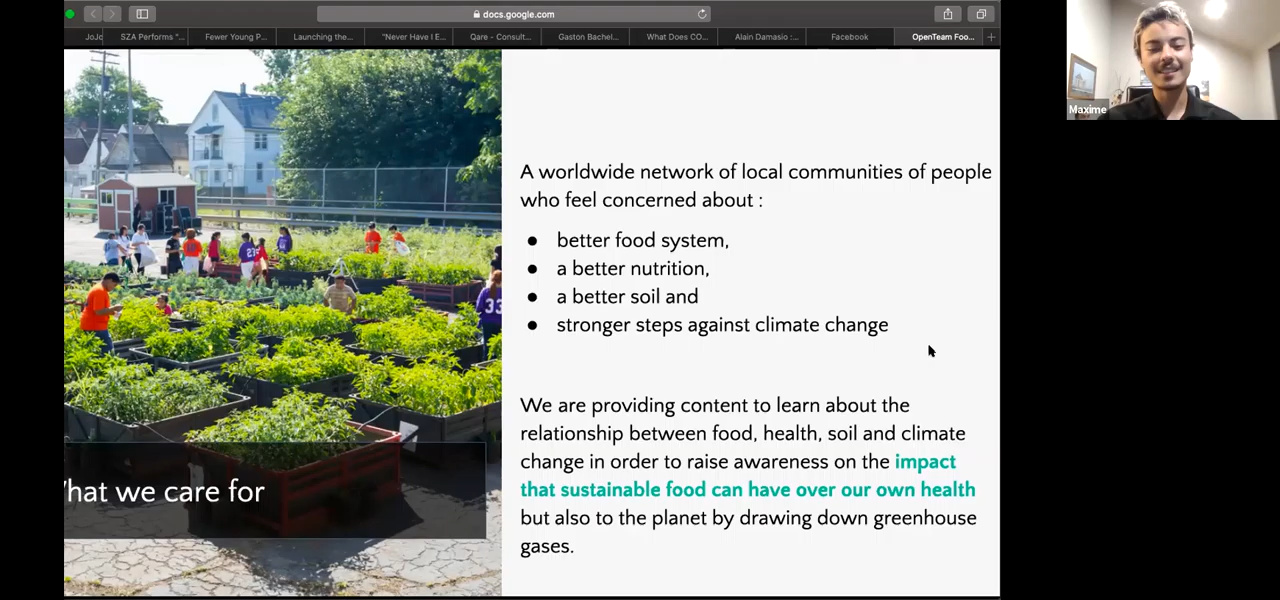 docs.google.com
JoJo
SZA Performs "...
Fewer Young P...
Launching the...
"Never Have I E...
Qare - Consult...
Gaston Bachel...
What Does CO...
Alain Damasio :...
Facebook
OpenTeam Foo...
Maxime
A worldwide network of local communities of people
who feel concerned about :
● better food system,
● a better nutrition,
● a better soil and
● stronger steps against climate change
We are providing content to learn about the
relationship between food, health, soil and climate
change in order to raise awareness on the impact
that sustainable food can have over our own health
but also to the planet by drawing down greenhouse
gases.
hat we care for
33